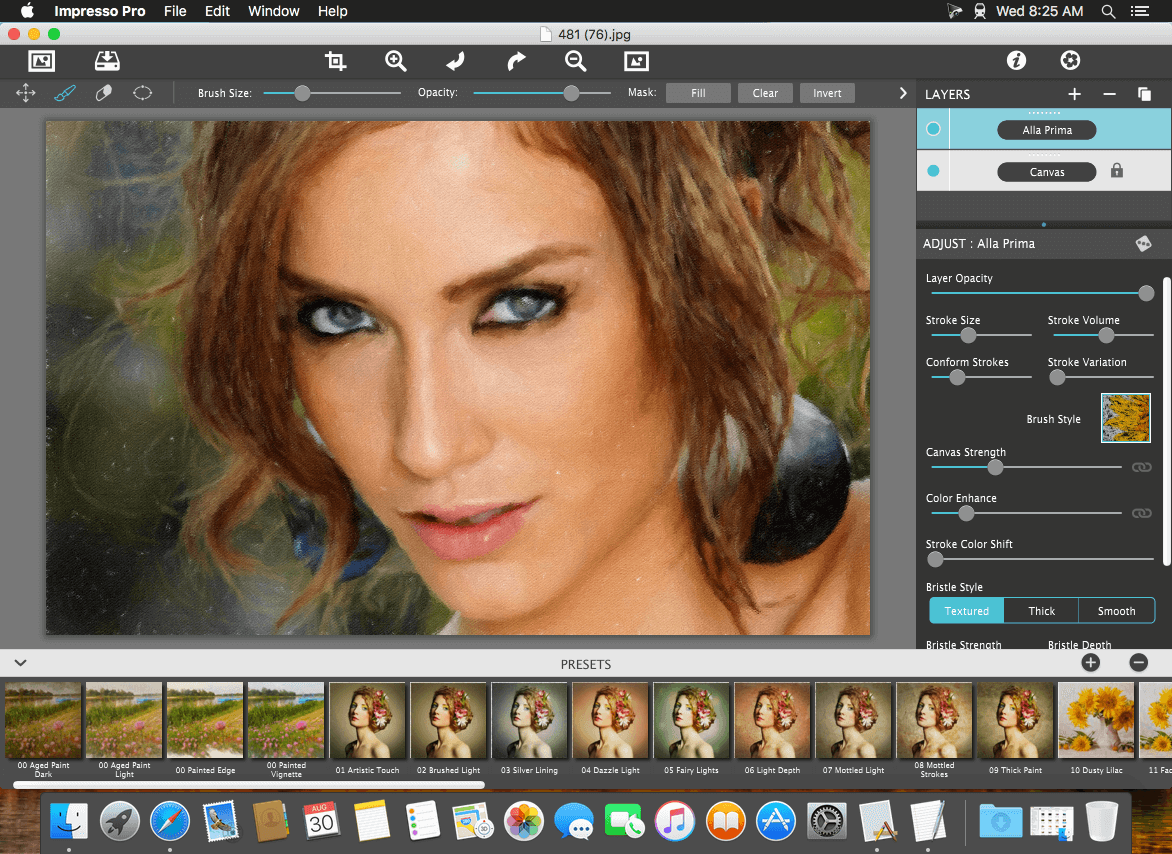 Impresso Pro File Edit Window Help Wed 8:25 AM
481 (76).jpg
Brush Size: Opacity: Mask: Fill Clear Invert
LAYERS
Alla Prima
Canvas
ADJUST : Alla Prima
Layer Opacity
Stroke Size Stroke Volume
Conform Strokes Stroke Variation
Brush Style
Canvas Strength
Color Enhance
Stroke Color Shift
Bristle Style
Textured Thick Smooth
Bristle Strength Bristle Depth
PRESETS
00 Aged Paint Dark
00 Aged Paint Light
00 Painted Edge
00 Painted Vignette
01 Artistic Touch
02 Brushed Light
03 Silver Lining
04 Dazzle Light
05 Fairy Lights
06 Light Depth
07 Mottled Light
08 Mottled Strokes
09 Thick Paint
10 Dusty Lilac
11 Fac
AUG
30
3D